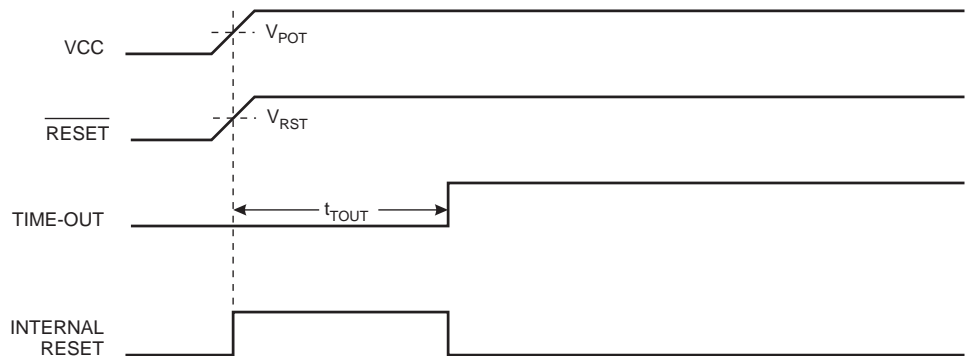 VCC
V_POT
RESET
V_RST
TIME-OUT
t_TOUT
INTERNAL
RESET